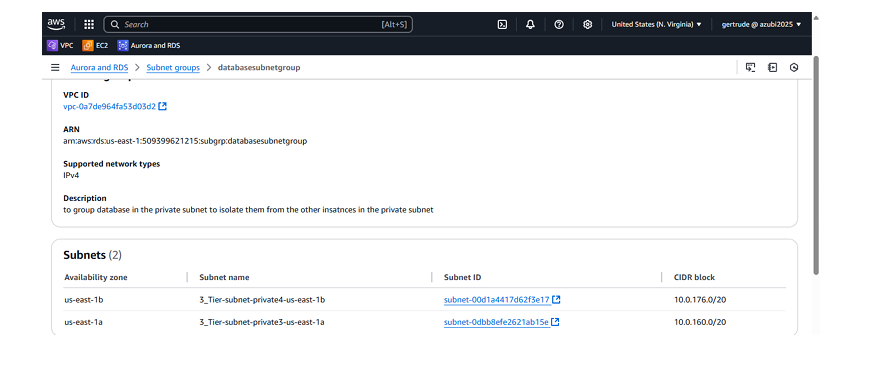 aws
Search [Alt+S] United States (N. Virginia) ▼ gertrude @ azubi2025 ▼
VPC EC2 Aurora and RDS
Aurora and RDS > Subnet groups > databasesubnetgroup
VPC ID
vpc-0a7de964fa53d03d2
ARN
arn:aws:rds:us-east-1:509399621215:subgrp:databasesubnetgroup
Supported network types
IPv4
Description
to group database in the private subnet to isolate them from the other insatnces in the private subnet
Subnets (2)
Availability zone Subnet name Subnet ID CIDR block
us-east-1b 3_Tier-subnet-private4-us-east-1b subnet-00d1a4417d62f3e17 10.0.176.0/20
us-east-1a 3_Tier-subnet-private3-us-east-1a subnet-0dbb8efe2621ab15e 10.0.160.0/20